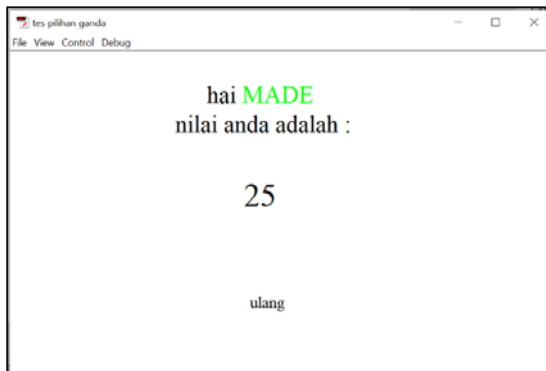 tes pilihan ganda
File View Control Debug
hai MADE
nilai anda adalah :
25
ulang